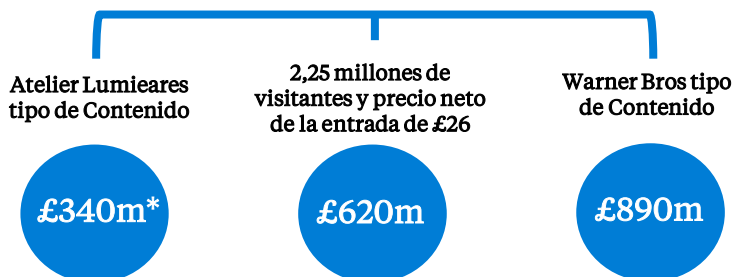 Atelier Lumieares
tipo de Contenido
£340m*
2,25 millones de
visitantes y precio neto
de la entrada de £26
£620m
Warner Bros tipo
de Contenido
£890m